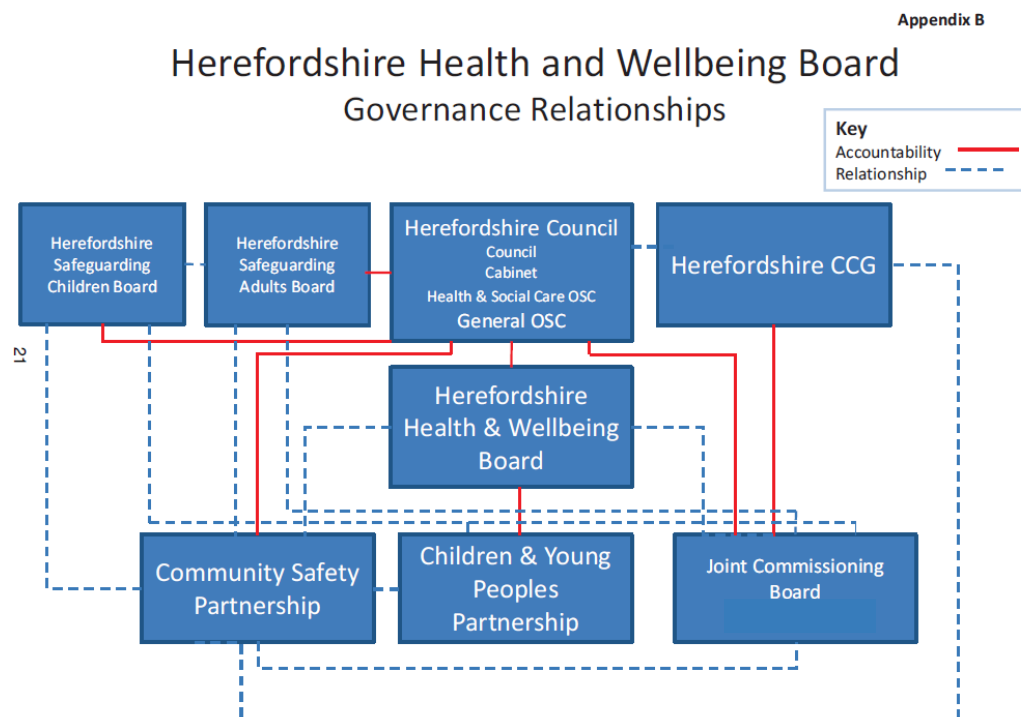 Appendix B
Herefordshire Health and Wellbeing Board
Governance Relationships
Key
Accountability
Relationship
Herefordshire
Safeguarding
Children Board
Herefordshire
Safeguarding
Adults Board
Herefordshire Council
Council
Cabinet
Health & Social Care OSC
General OSC
Herefordshire CCG
21
Herefordshire
Health & Wellbeing
Board
Community Safety
Partnership
Children & Young
Peoples
Partnership
Joint Commissioning
Board